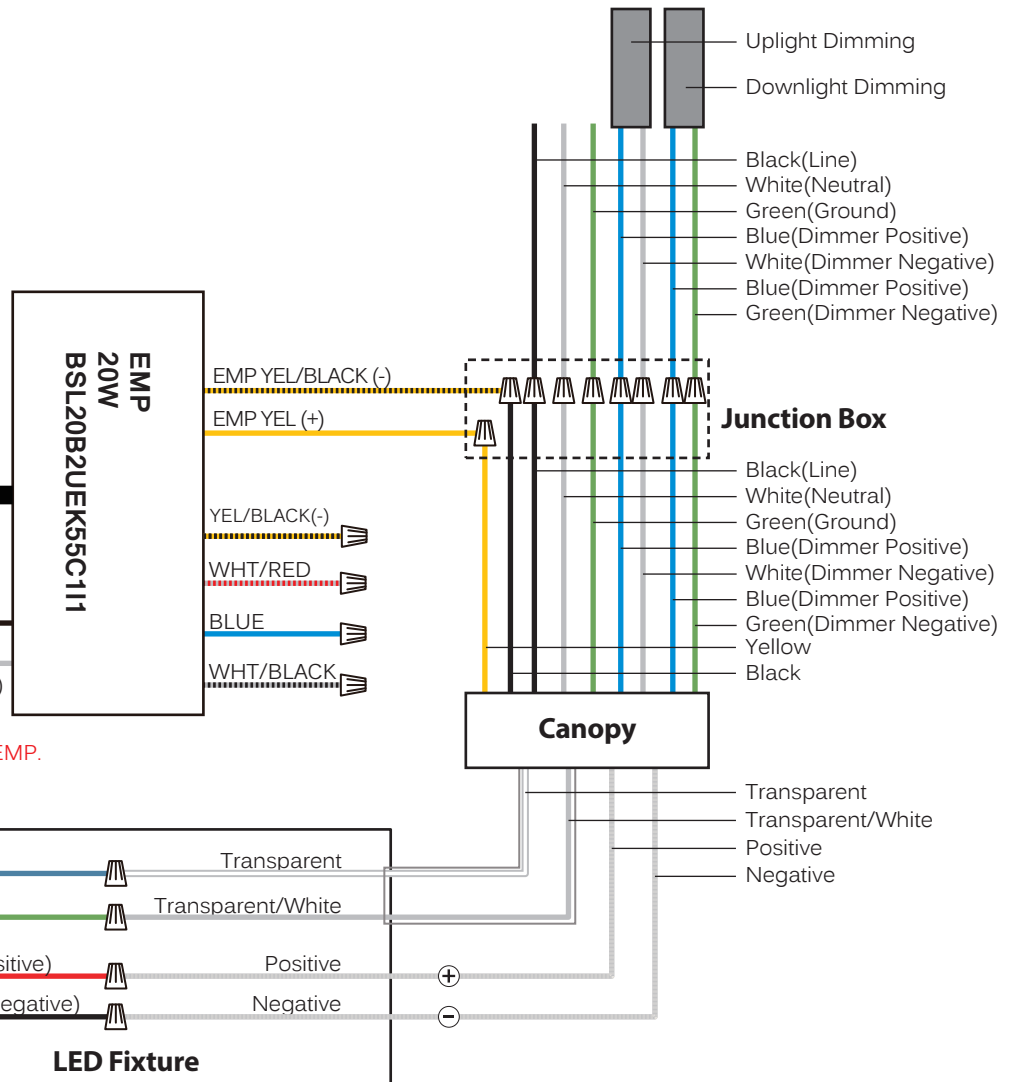 Uplight Dimming
Downlight Dimming
Black(Line)
White(Neutral)
Green(Ground)
Blue(Dimmer Positive)
White(Dimmer Negative)
Blue(Dimmer Positive)
Green(Dimmer Negative)
EMP
20W
BSL20B2UEK55C1I1
EMP YEL/BLACK (-)
EMP YEL (+)
YEL/BLACK(-)
WHT/RED
BLUE
WHT/BLACK
Junction Box
Black(Line)
White(Neutral)
Green(Ground)
Blue(Dimmer Positive)
White(Dimmer Negative)
Blue(Dimmer Positive)
Green(Dimmer Negative)
Yellow
Black
Canopy
)
EMP.
Transparent
Transparent/White
Positive
Negative
Transparent
Transparent/White
sitive) Positive +
egative) Negative -
LED Fixture